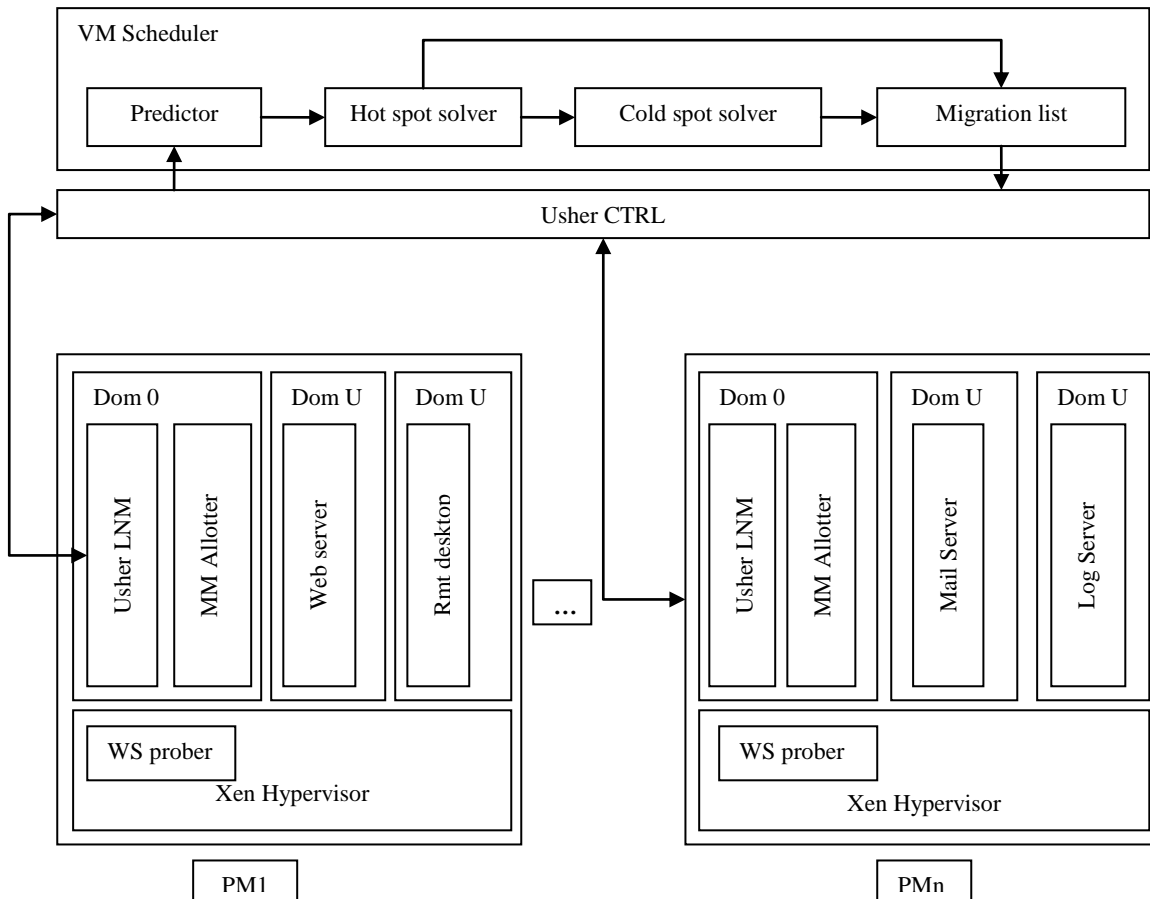 VM Scheduler
Predictor
Hot spot solver
Cold spot solver
Migration list
Usher CTRL
Dom 0
Dom U
Dom U
Usher LNM
MM Allotter
Web server
Rmt desktop
WS prober
Xen Hypervisor
PM1
...
Dom 0
Dom U
Dom U
Usher LNM
MM Allotter
Mail Server
Log Server
WS prober
Xen Hypervisor
PMn